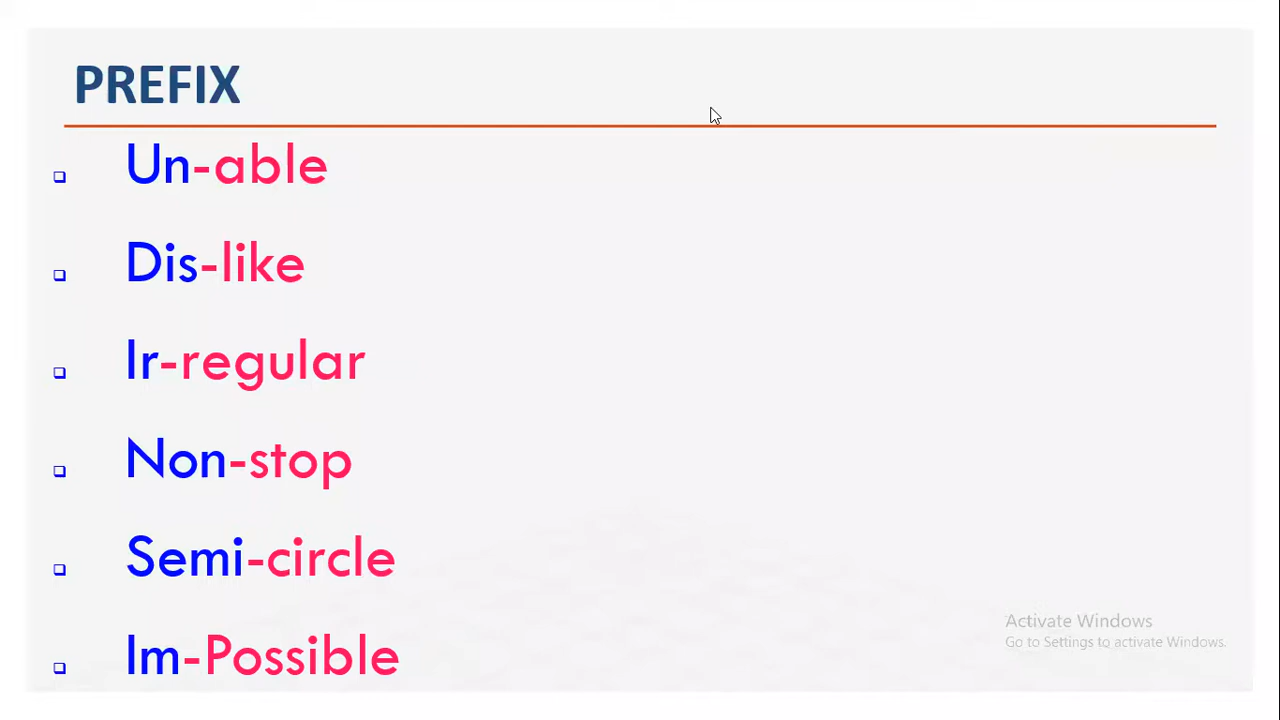 PREFIX
Un-able
Dis-like
Ir-regular
Non-stop
Semi-circle
Im-Possible
Activate Windows
Go to Settings to activate Windows.